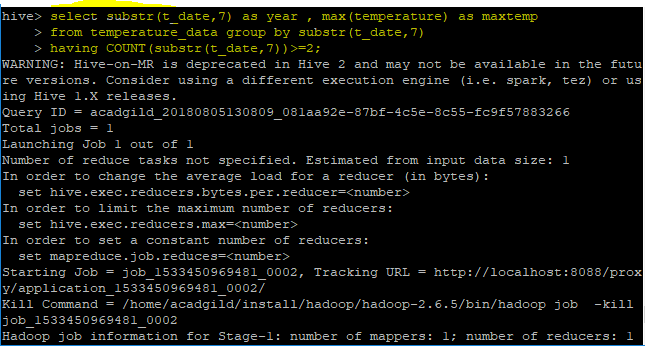 hive> select substr(t_date,7) as year , max(temperature) as maxtemp
    > from temperature_data group by substr(t_date,7)
    > having COUNT(substr(t_date,7))>=2;
WARNING: Hive-on-MR is deprecated in Hive 2 and may not be available in the futu
re versions. Consider using a different execution engine (i.e. spark, tez) or us
ing Hive 1.X releases.
Query ID = acadgild_20180805130809_081aa92e-87bf-4c5e-8c55-fc9f57883266
Total jobs = 1
Launching Job 1 out of 1
Number of reduce tasks not specified. Estimated from input data size: 1
In order to change the average load for a reducer (in bytes):
  set hive.exec.reducers.bytes.per.reducer=<number>
In order to limit the maximum number of reducers:
  set hive.exec.reducers.max=<number>
In order to set a constant number of reducers:
  set mapreduce.job.reduces=<number>
Starting Job = job_1533450969481_0002, Tracking URL = http://localhost:8088/prox
y/application_1533450969481_0002/
Kill Command = /home/acadgild/install/hadoop/hadoop-2.6.5/bin/hadoop job  -kill
job_1533450969481_0002
Hadoop job information for Stage-1: number of mappers: 1; number of reducers: 1